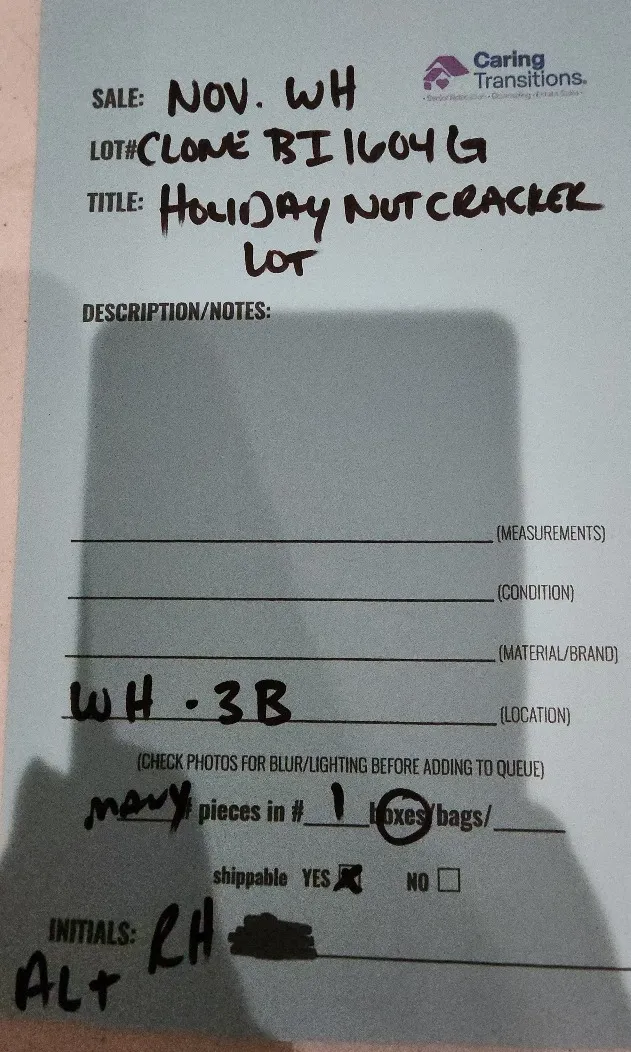 Caring
Transitions.
SALE: NOV. WH
LOT# CLONE BI1604G
TITLE: HOLIDAY NUTCRACKER
LOT
DESCRIPTION/NOTES:
(MEASUREMENTS)
(CONDITION)
(MATERIAL/BRAND)
WH - 3B (LOCATION)
(CHECK PHOTOS FOR BLUR/LIGHTING BEFORE ADDING TO QUEUE)
MANY # pieces in # 1 boxes/bags/
shippable YES NO
INITIALS: RH
ALT